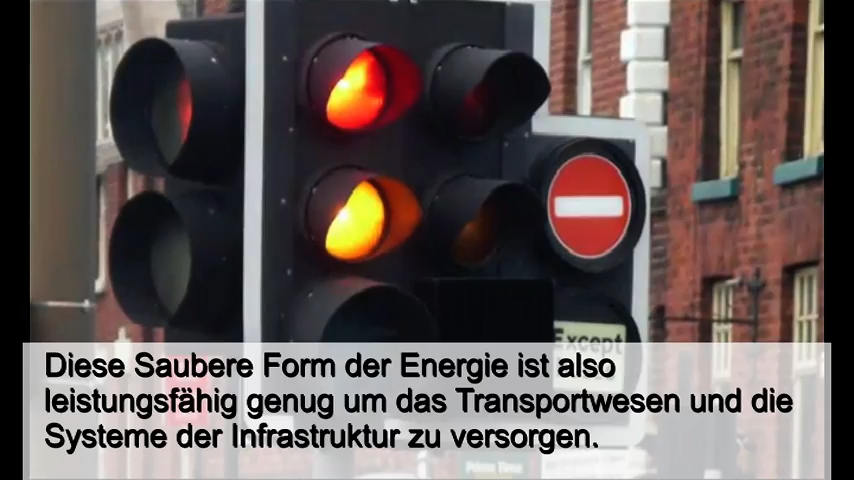 Except
Diese Saubere Form der Energie ist also
leistungsfähig genug um das Transportwesen und die
Systeme der Infrastruktur zu versorgen.